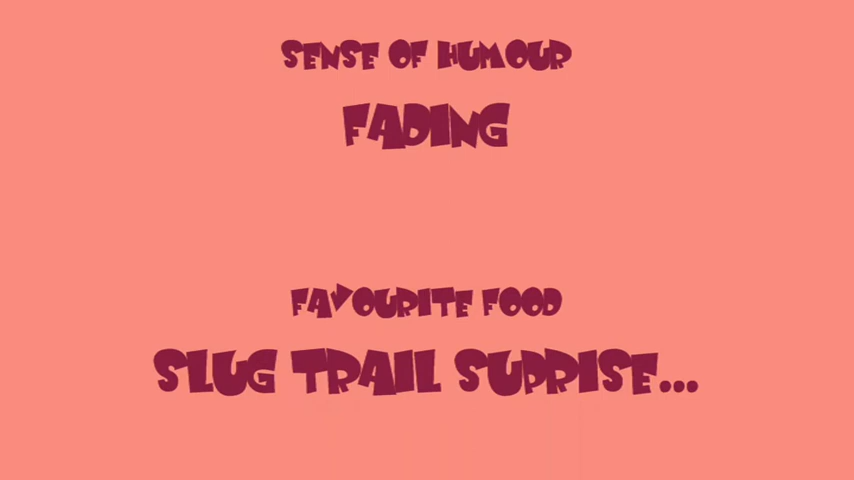 SENSE OF HUMOUR
FADING
FAVOURITE FOOD
SLUG TRAIL SUPRISE...